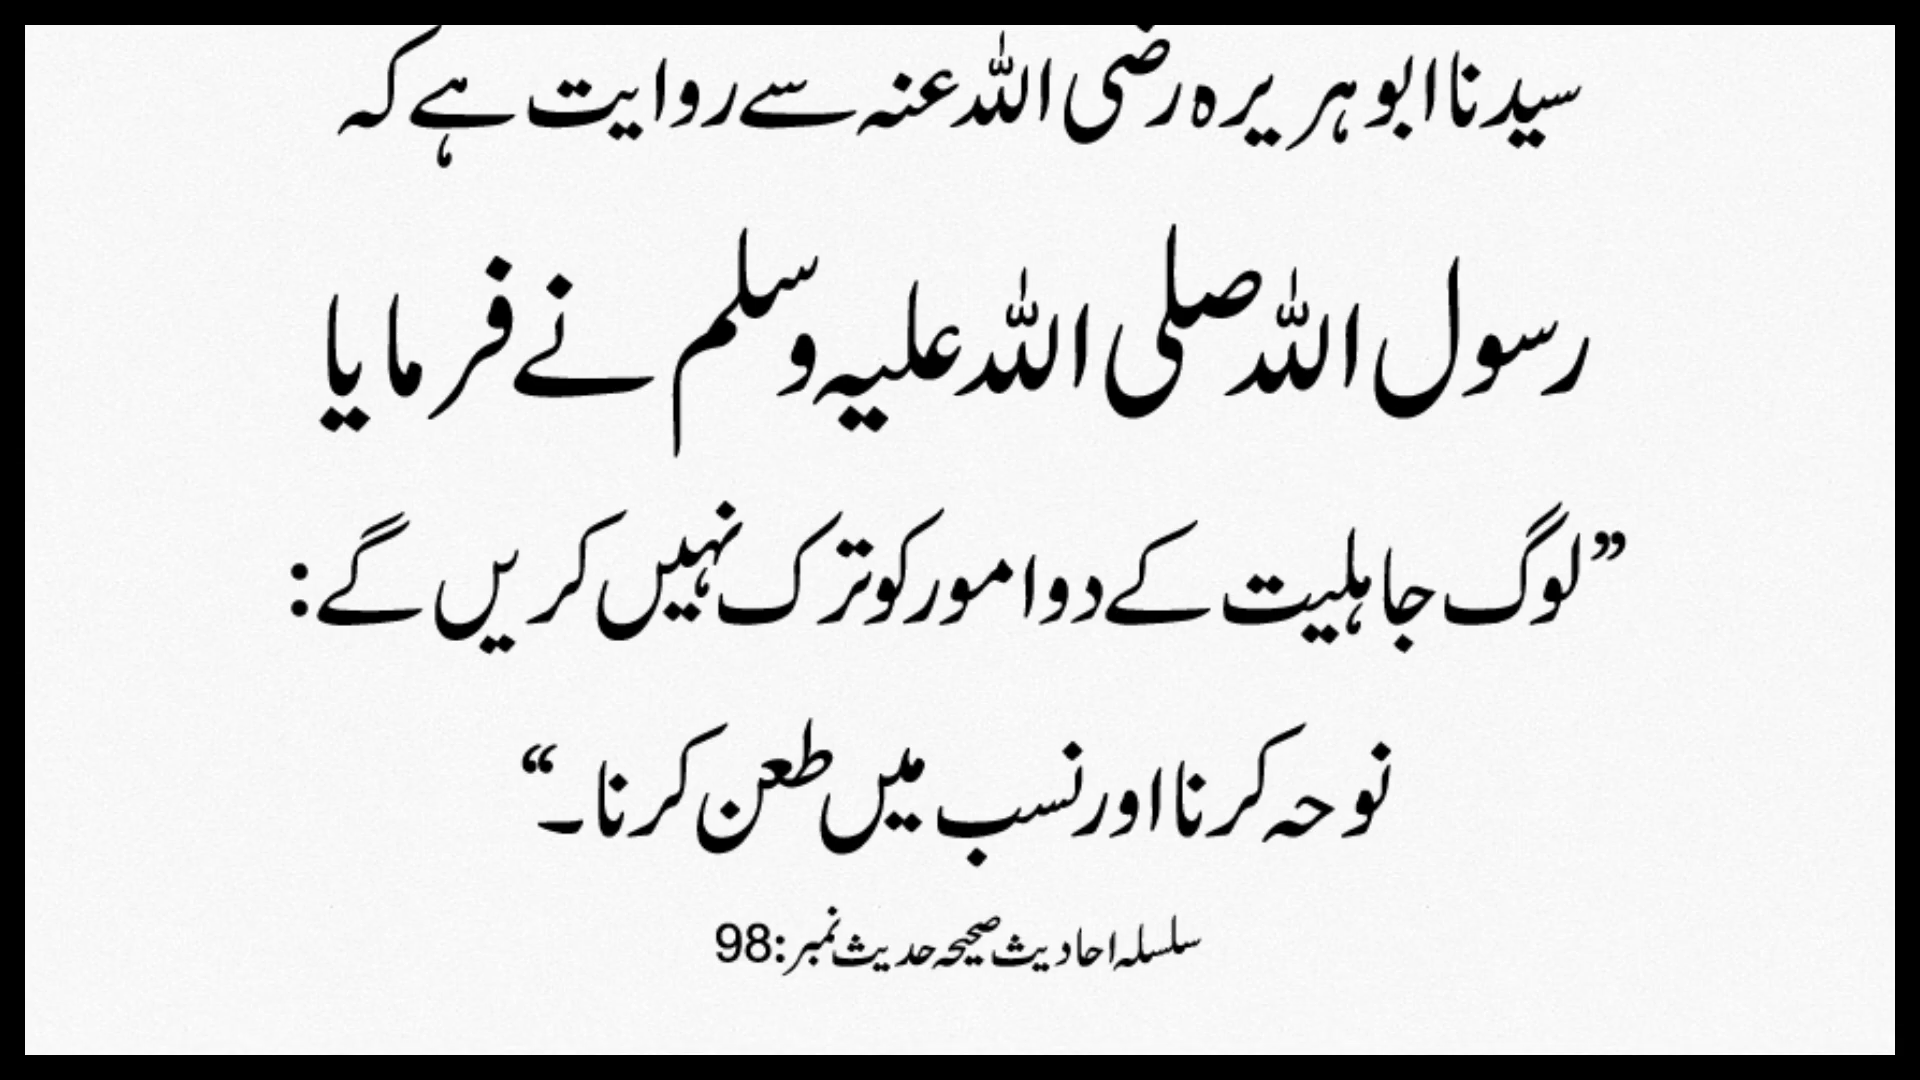 سیدنا ابو ہریرہ رضی اللہ عنہ سے روایت ہے کہ
رسول اللہ صلی اللہ علیہ وسلم نے فرمایا
”لوگ جاہلیت کے دو امور کو ترک نہیں کریں گے:
نوحہ کرنا اور نسب میں طعن کرنا۔“
سلسلہ احادیث صحیحہ حدیث نمبر:98